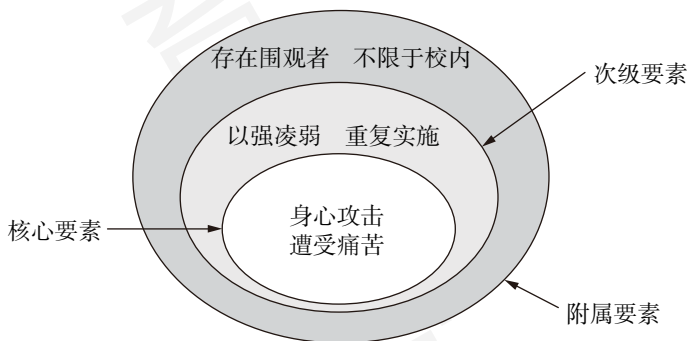 存在围观者 不限于校内
次级要素
以强凌弱 重复实施
身心攻击
遭受痛苦
核心要素
附属要素